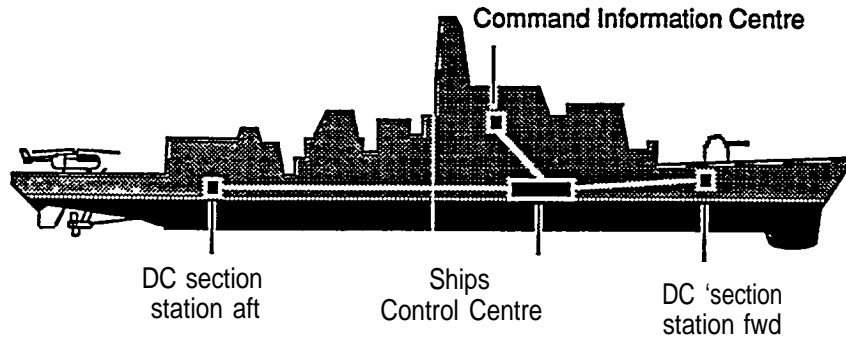 Command Information Centre
DC section
station aft
Ships
Control Centre
DC ‘section
station fwd